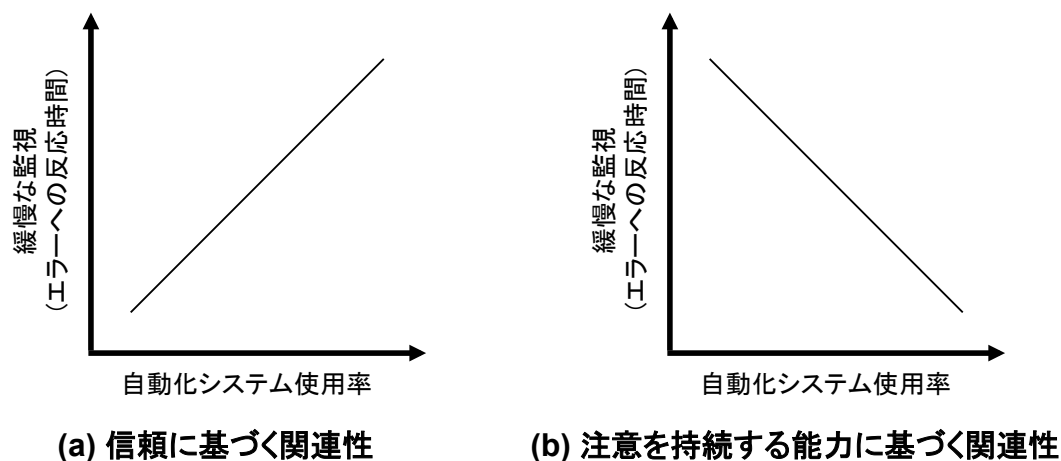 緩慢な監視
(エラーへの反応時間)
自動化システム使用率
(a) 信頼に基づく関連性
緩慢な監視
(エラーへの反応時間)
自動化システム使用率
(b) 注意を持続する能力に基づく関連性